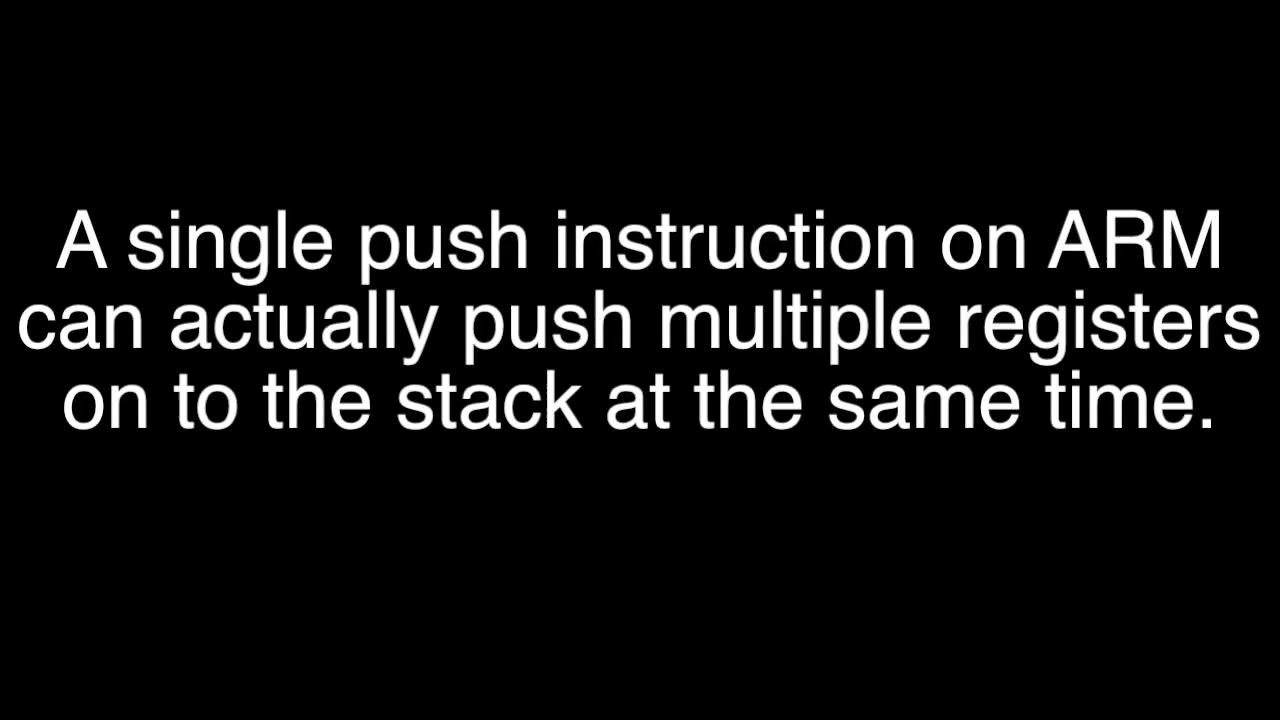 A single push instruction on ARM
can actually push multiple registers
on to the stack at the same time.